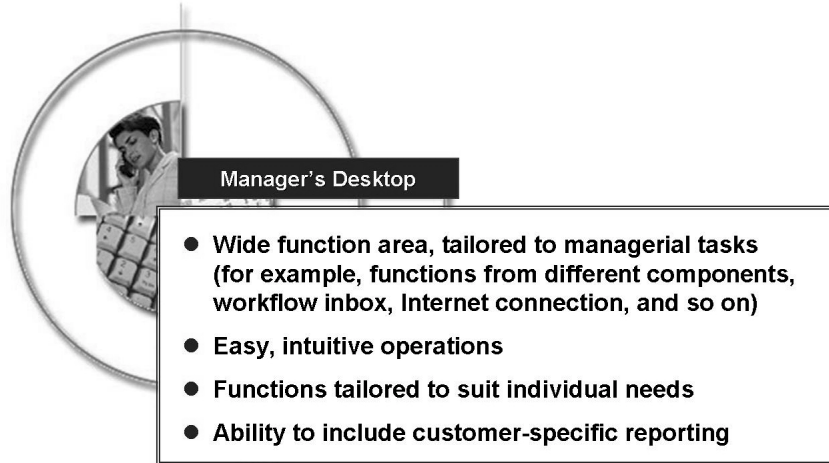 Manager's Desktop
● Wide function area, tailored to managerial tasks
(for example, functions from different components,
workflow inbox, Internet connection, and so on)
● Easy, intuitive operations
● Functions tailored to suit individual needs
● Ability to include customer-specific reporting